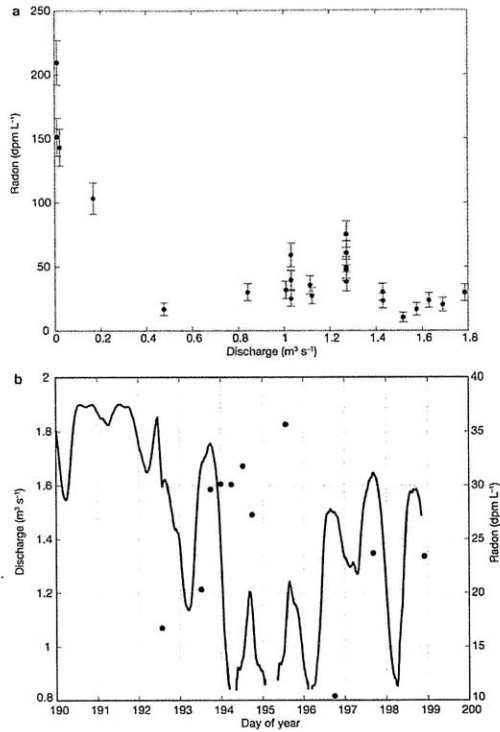 a
250
200
150
100
50
0
Radon (dpm L⁻¹)
0 0.2 0.4 0.6 0.8 1.0 1.2 1.4 1.6 1.8
Discharge (m³ s⁻¹)
b
2
1.8
1.6
1.4
1.2
1
0.8
Discharge (m³ s⁻¹)
40
35
30
25
20
15
10
Radon (dpm L⁻¹)
190 191 192 193 194 195 196 197 198 199 200
Day of year